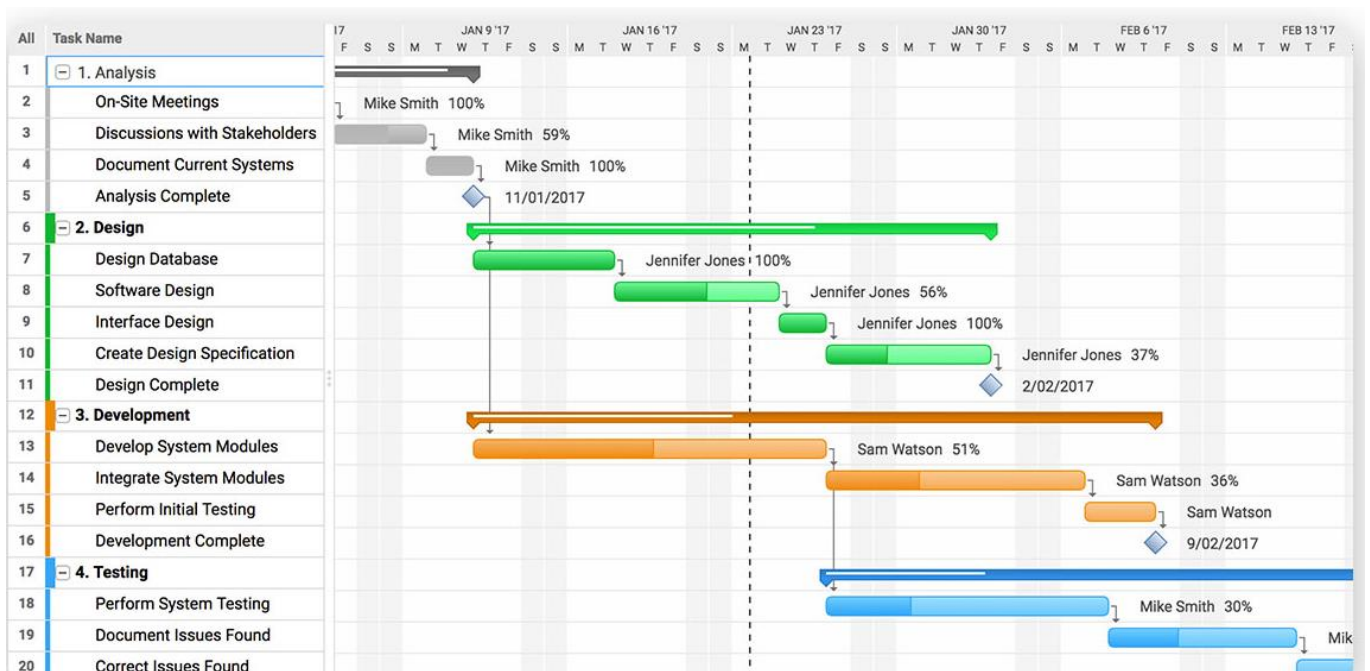 17 JAN 9 '17 JAN 16 '17 JAN 23 '17 JAN 30 '17 FEB 6 '17 FEB 13 '17
All Task Name
F S S M T W T F S S M T W T F S S M T W T F S S M T W T F S S M T W T F S S M T W T F
1 1. Analysis
2 On-Site Meetings Mike Smith 100%
3 Discussions with Stakeholders Mike Smith 59%
4 Document Current Systems Mike Smith 100%
5 Analysis Complete 11/01/2017
6 2. Design
7 Design Database Jennifer Jones 100%
8 Software Design Jennifer Jones 56%
9 Interface Design Jennifer Jones 100%
10 Create Design Specification Jennifer Jones 37%
11 Design Complete 2/02/2017
12 3. Development
13 Develop System Modules Sam Watson 51%
14 Integrate System Modules Sam Watson 36%
15 Perform Initial Testing Sam Watson
16 Development Complete 9/02/2017
17 4. Testing
18 Perform System Testing Mike Smith 30%
19 Document Issues Found Mik
20 Correct Issues Found